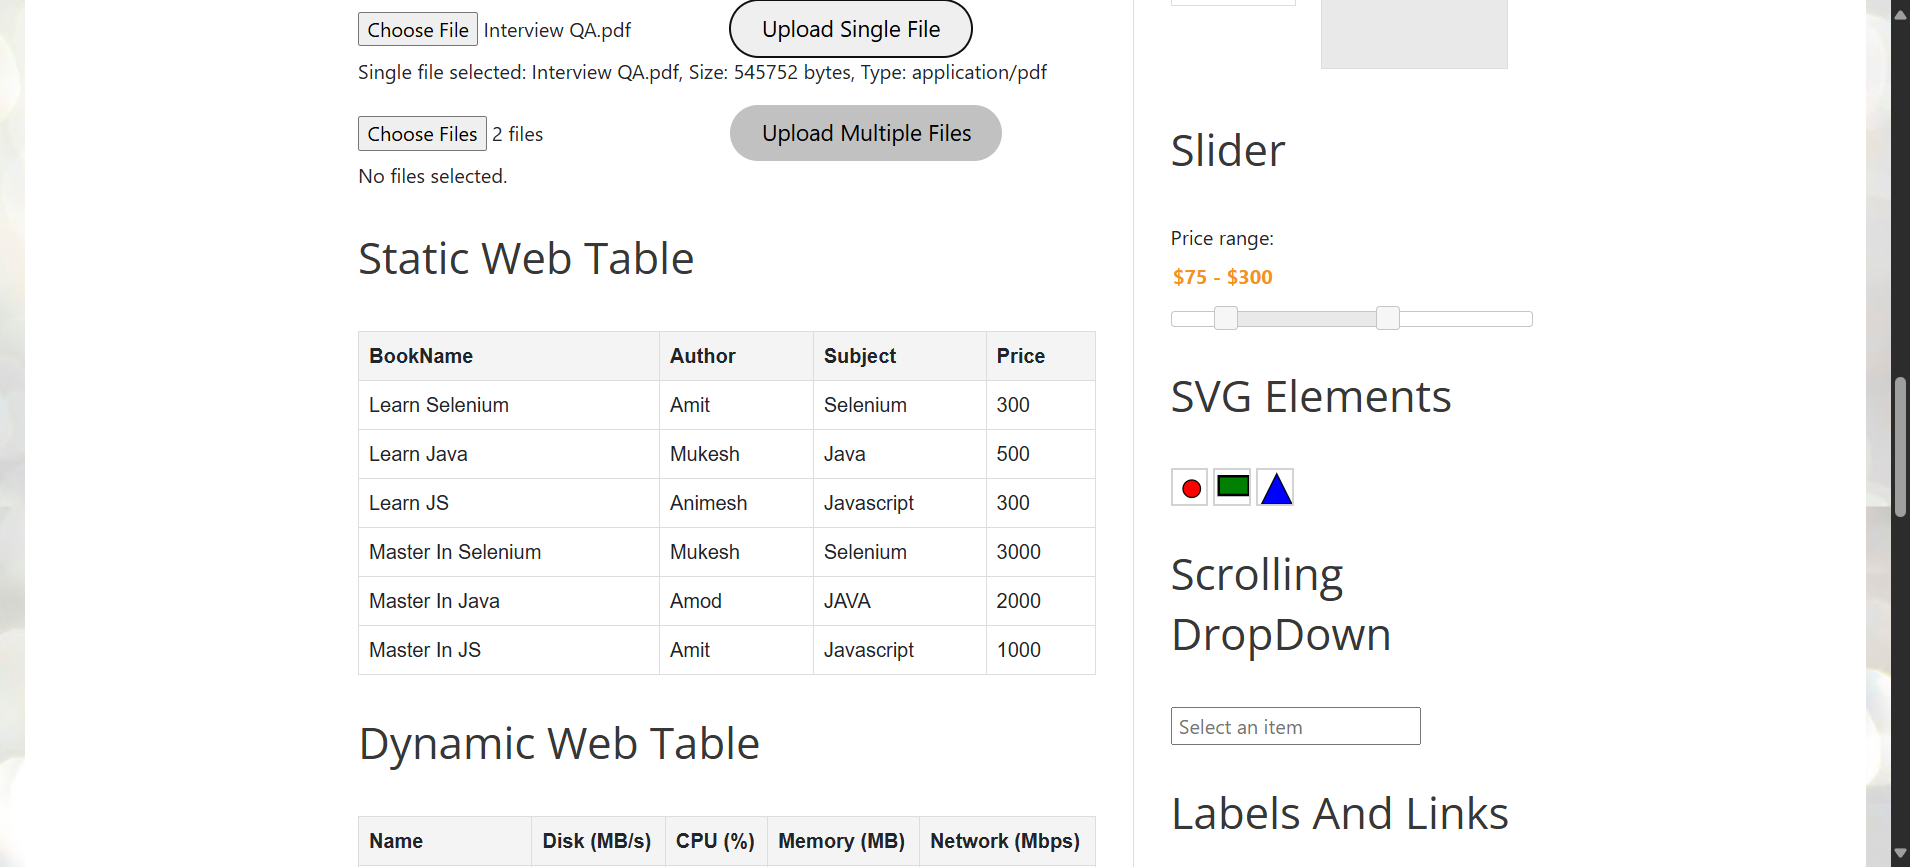 Choose File Interview QA.pdf Upload Single File
Single file selected: Interview QA.pdf, Size: 545752 bytes, Type: application/pdf
Choose Files 2 files Upload Multiple Files
No files selected.
Static Web Table
BookName Author Subject Price
Learn Selenium Amit Selenium 300
Learn Java Mukesh Java 500
Learn JS Animesh Javascript 300
Master In Selenium Mukesh Selenium 3000
Master In Java Amod JAVA 2000
Master In JS Amit Javascript 1000
Dynamic Web Table
Name Disk (MB/s) CPU (%) Memory (MB) Network (Mbps)
Slider
Price range:
$75 - $300
SVG Elements
Scrolling
DropDown
Select an item
Labels And Links